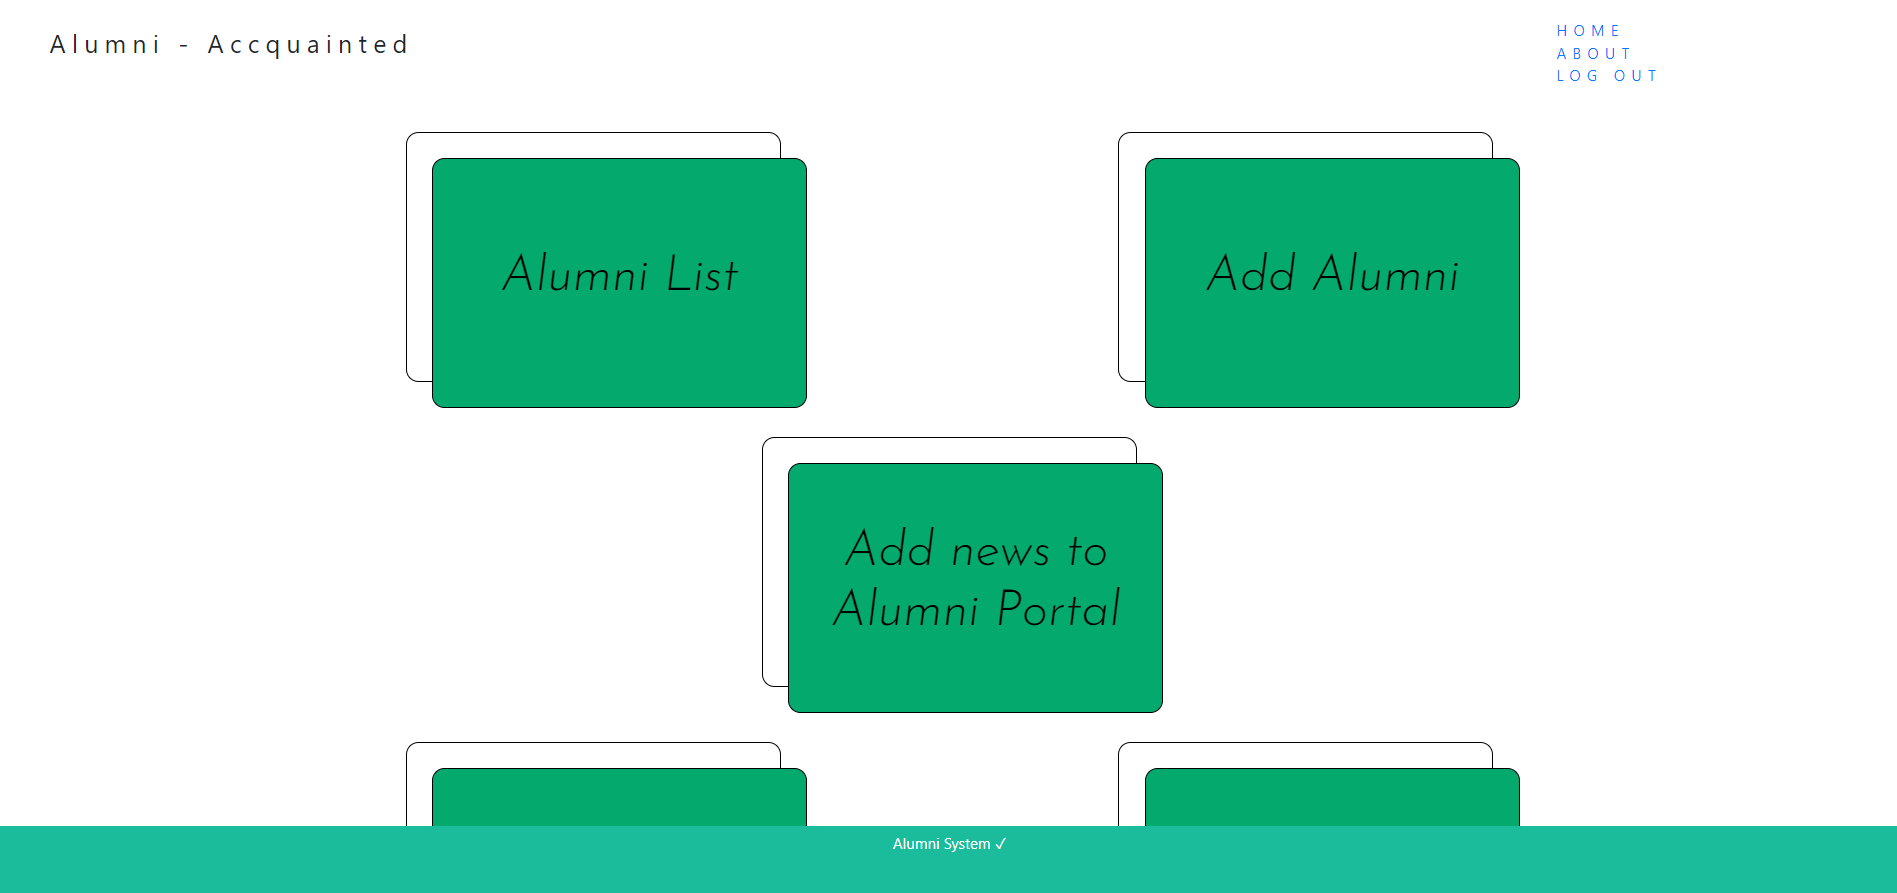 Alumni - Accquainted
HOME
ABOUT
LOG OUT
Alumni List
Add Alumni
Add news to
Alumni Portal
Alumni System ✓